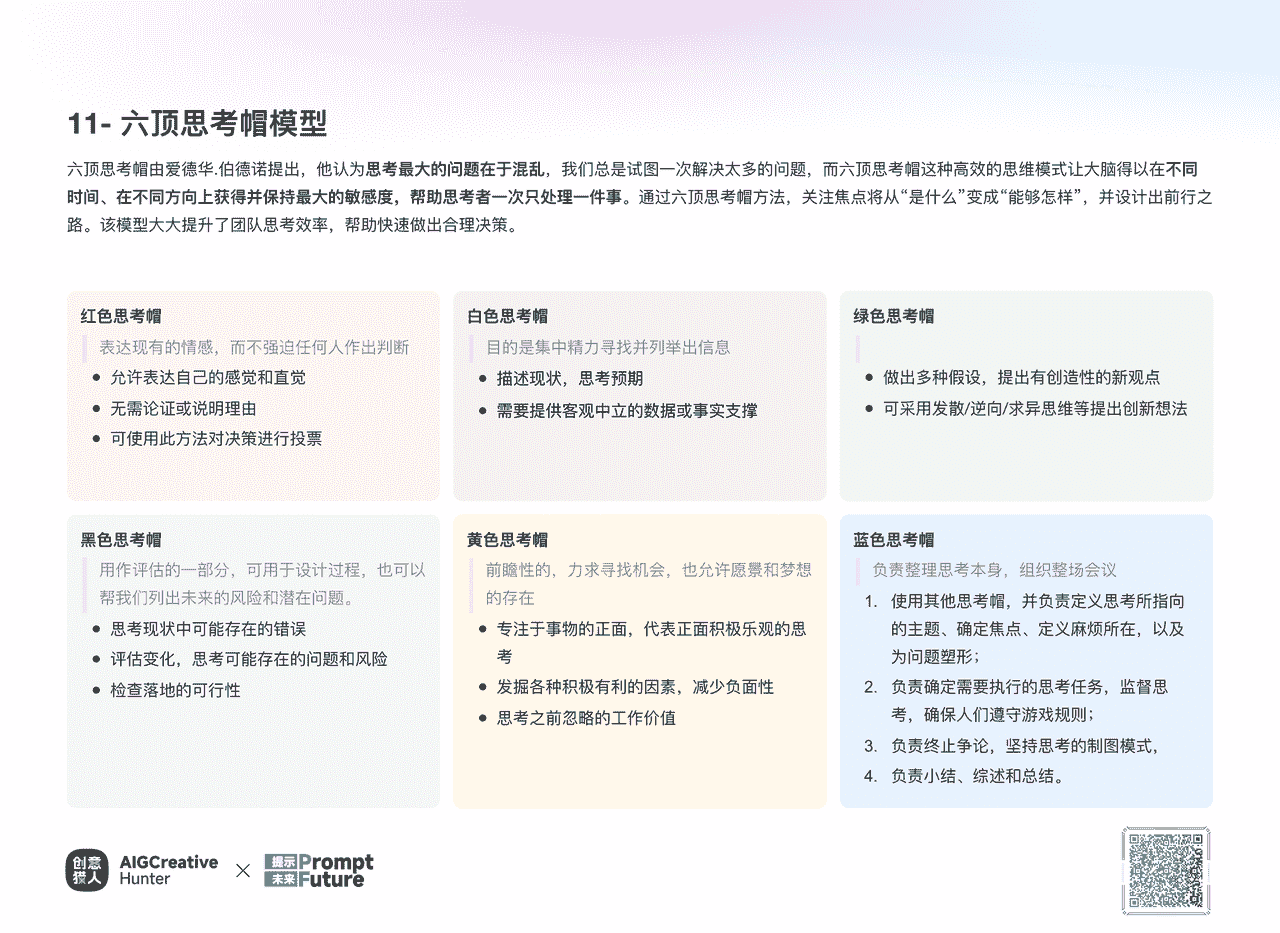 11- 六顶思考帽模型
六顶思考帽由爱德华.伯德诺提出，他认为思考最大的问题在于混乱，我们总是试图一次解决太多的问题，而六顶思考帽这种高效的思维模式让大脑得以在不同
时间、在不同方向上获得并保持最大的敏感度，帮助思考者一次只处理一件事。通过六顶思考帽方法，关注焦点将从“是什么”变成“能够怎样”，并设计出前行之
路。该模型大大提升了团队思考效率，帮助快速做出合理决策。
红色思考帽
表达现有的情感，而不强迫任何人作出判断
● 允许表达自己的感觉和直觉
● 无需论证或说明理由
● 可使用此方法对决策进行投票
白色思考帽
目的是集中精力寻找并列举出信息
● 描述现状，思考预期
● 需要提供客观中立的数据或事实支撑
绿色思考帽
● 做出多种假设，提出有创造性的新观点
● 可采用发散/逆向/求异思维等提出创新想法
黑色思考帽
用作评估的一部分，可用于设计过程，也可以
帮我们列出未来的风险和潜在问题。
● 思考现状中可能存在的错误
● 评估变化，思考可能存在的问题和风险
● 检查落地的可行性
黄色思考帽
前瞻性的，力求寻找机会，也允许愿景和梦想
的存在
● 专注于事物的正面，代表正面积极乐观的思
考
● 发掘各种积极有利的因素，减少负面性
● 思考之前忽略的工作价值
蓝色思考帽
负责整理思考本身，组织整场会议
1. 使用其他思考帽，并负责定义思考所指向
的主题、确定焦点、定义麻烦所在，以及
为问题塑形；
2. 负责确定需要执行的思考任务，监督思
考，确保人们遵守游戏规则；
3. 负责终止争论，坚持思考的制图模式，
4. 负责小结、综述和总结。
创意
猎人
AIGCreative
Hunter
×
提示
未来
Prompt
Future